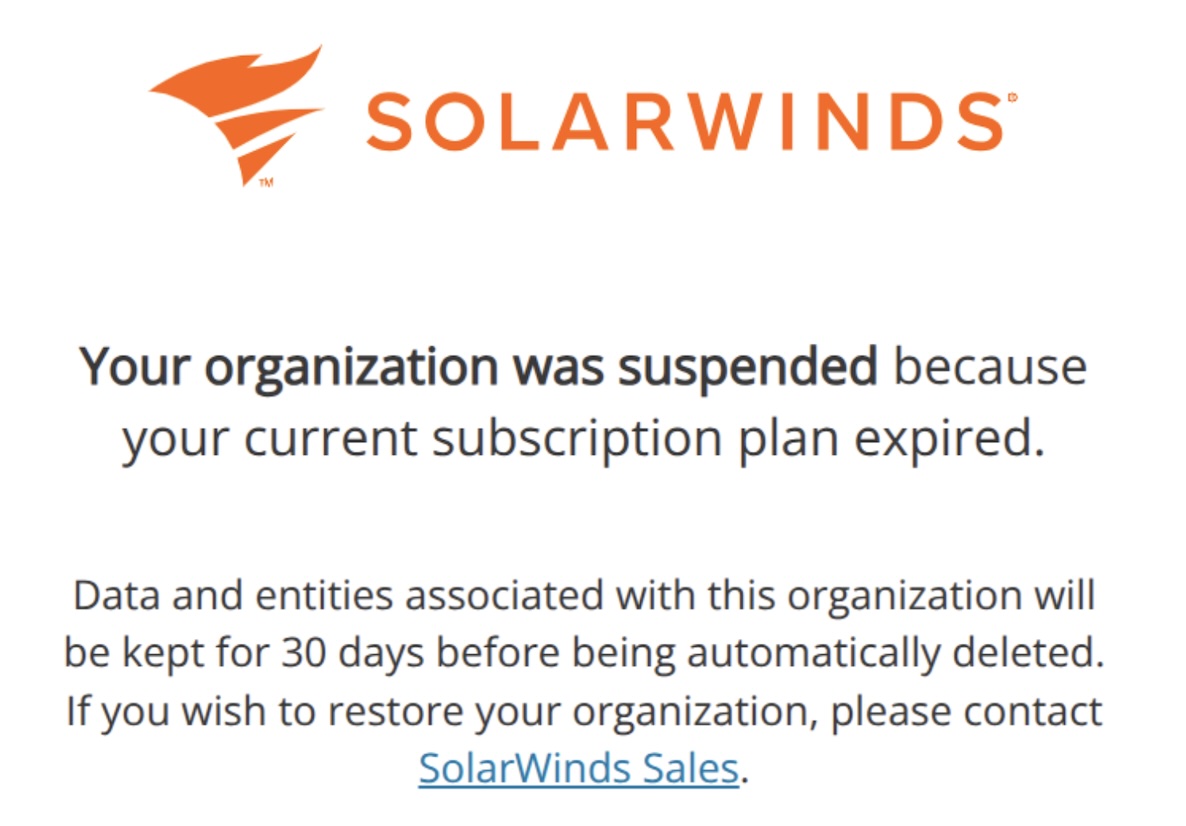 SOLARWINDS
TM
Your organization was suspended because
your current subscription plan expired.
Data and entities associated with this organization will
be kept for 30 days before being automatically deleted.
If you wish to restore your organization, please contact
SolarWinds Sales.